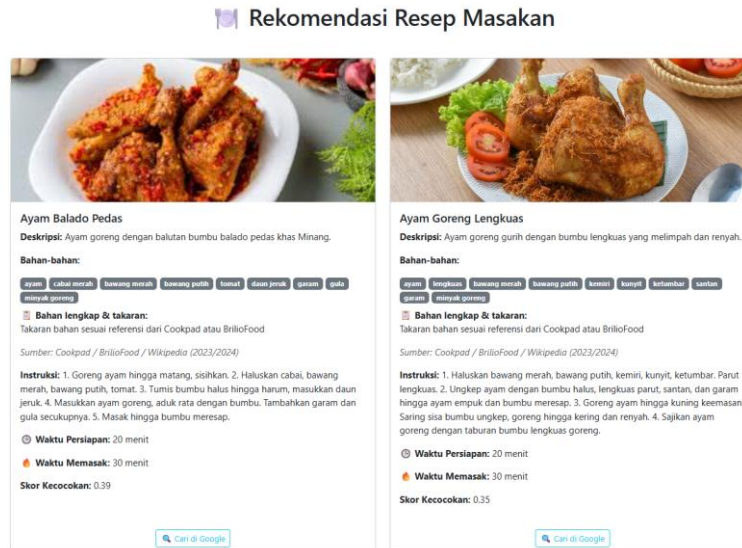 Rekomendasi Resep Masakan
Ayam Balado Pedas
Deskripsi: Ayam goreng dengan balutan bumbu balado pedas khas Minang.
Bahan-bahan:
ayam cabai merah bawang merah bawang putih tomat daun jeruk garam gula
minyak goreng
Bahan lengkap & takaran:
Takaran bahan sesuai referensi dari Cookpad atau BrilioFood
Sumber: Cookpad / BrilioFood / Wikipedia (2023/2024)
Instruksi: 1. Goreng ayam hingga matang, sisihkan. 2. Haluskan cabai, bawang
merah, bawang putih, tomat. 3. Tumis bumbu halus hingga harum, masukkan daun
jeruk. 4. Masukkan ayam goreng, aduk rata dengan bumbu. Tambahkan garam dan
gula secukupnya. 5. Masak hingga bumbu meresap.
Waktu Persiapan: 20 menit
Waktu Memasak: 30 menit
Skor Kecocokan: 0.39
Cari di Google
Ayam Goreng Lengkuas
Deskripsi: Ayam goreng gurih dengan bumbu lengkuas yang melimpah dan renyah.
Bahan-bahan:
ayam lengkuas bawang merah bawang putih kemiri kunyit ketumbar santan
garam minyak goreng
Bahan lengkap & takaran:
Takaran bahan sesuai referensi dari Cookpad atau BrilioFood
Sumber: Cookpad / BrilioFood / Wikipedia (2023/2024)
Instruksi: 1. Haluskan bawang merah, bawang putih, kemiri, kunyit, ketumbar. Parut
lengkuas. 2. Ungkep ayam dengan bumbu halus, lengkuas parut, santan, dan garam
hingga ayam empuk dan bumbu meresap. 3. Goreng ayam hingga kuning keemasan
Saring sisa bumbu ungkep, goreng hingga kering dan renyah. 4. Sajikan ayam
goreng dengan taburan bumbu lengkuas goreng.
Waktu Persiapan: 20 menit
Waktu Memasak: 30 menit
Skor Kecocokan: 0.35
Cari di Google